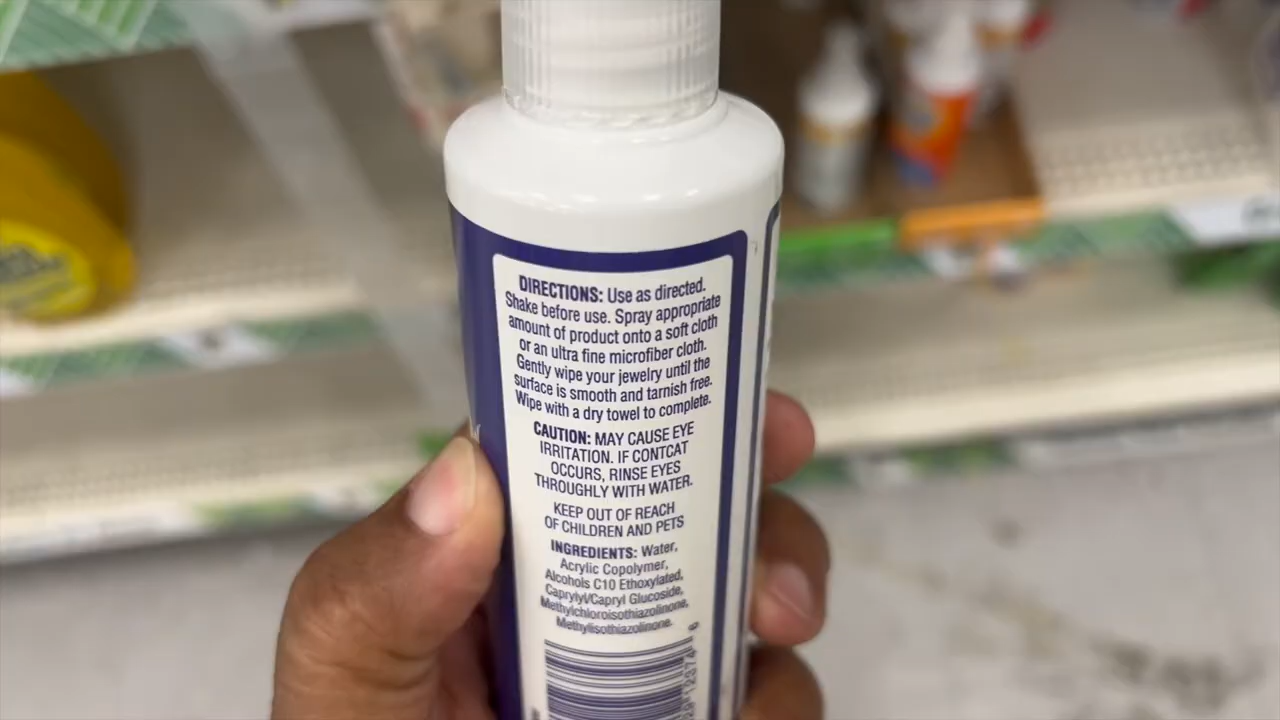 DIRECTIONS: Use as directed.
Shake before use. Spray appropriate
amount of product onto a soft cloth
or an ultra fine microfiber cloth.
Gently wipe your jewelry until the
surface is smooth and tarnish free.
Wipe with a dry towel to complete.
CAUTION: MAY CAUSE EYE
IRRITATION. IF CONTCAT
OCCURS, RINSE EYES
THROUGHLY WITH WATER.
KEEP OUT OF REACH
OF CHILDREN AND PETS
INGREDIENTS: Water,
Acrylic Copolymer,
Alcohols C10 Ethoxylated,
Caprylyl/Capryl Glucoside,
Methylchloroisothiazolinone,
Methylisothiazolinone.